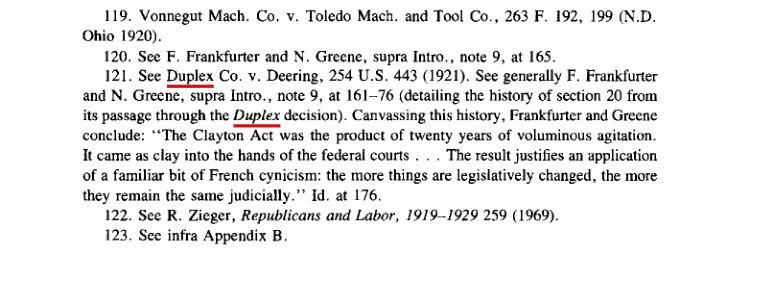 119. Vonnegut Mach. Co. v. Toledo Mach. and Tool Co., 263 F. 192, 199 (N.D.
Ohio 1920).
120. See F. Frankfurter and N. Greene, supra Intro., note 9, at 165.
121. See Duplex Co. v. Deering, 254 U.S. 443 (1921). See generally F. Frankfurter
and N. Greene, supra Intro., note 9, at 161–76 (detailing the history of section 20 from
its passage through the Duplex decision). Canvassing this history, Frankfurter and Greene
conclude: "The Clayton Act was the product of twenty years of voluminous agitation.
It came as clay into the hands of the federal courts . . . The result justifies an application
of a familiar bit of French cynicism: the more things are legislatively changed, the more
they remain the same judicially." Id. at 176.
122. See R. Zieger, Republicans and Labor, 1919–1929 259 (1969).
123. See infra Appendix B.